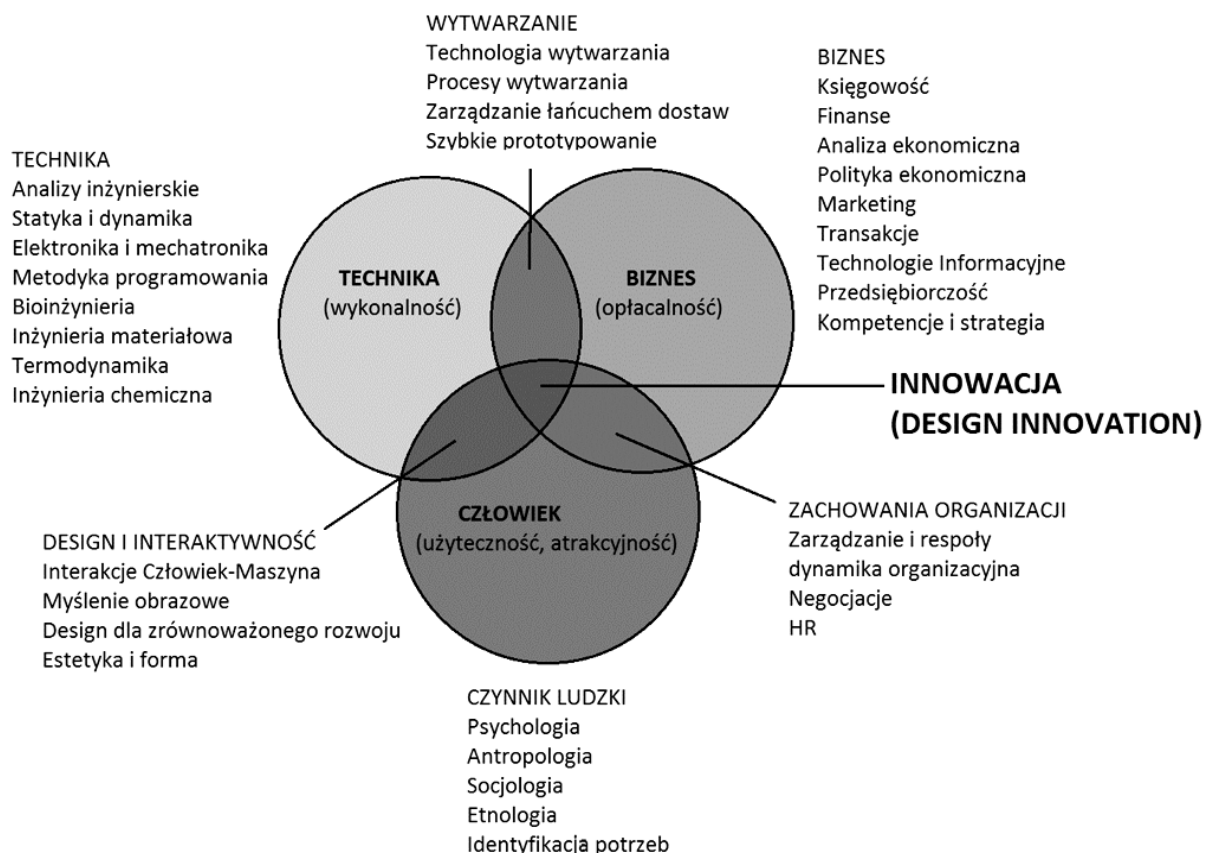 WYTWARZANIE
Technologia wytwarzania
Procesy wytwarzania
Zarządzanie łańcuchem dostaw
Szybkie prototypowanie
BIZNES
Księgowość
Finanse
Analiza ekonomiczna
Polityka ekonomiczna
Marketing
Transakcje
Technologie Informacyjne
Przedsiębiorczość
Kompetencje i strategia
TECHNIKA
Analizy inżynierskie
Statyka i dynamika
Elektronika i mechatronika
Metodyka programowania
Bioinżynieria
Inżynieria materiałowa
Termodynamika
Inżynieria chemiczna
TECHNIKA
(wykonalność)
BIZNES
(opłacalność)
INNOWACJA
(DESIGN INNOVATION)
CZŁOWIEK
(użyteczność, atrakcyjność)
ZACHOWANIA ORGANIZACJI
Zarządzanie i respoły
dynamika organizacyjna
Negocjacje
HR
DESIGN I INTERAKTYWNOŚĆ
Interakcje Człowiek-Maszyna
Myślenie obrazowe
Design dla zrównoważonego rozwoju
Estetyka i forma
CZYNNIK LUDZKI
Psychologia
Antropologia
Socjologia
Etnologia
Identyfikacja potrzeb